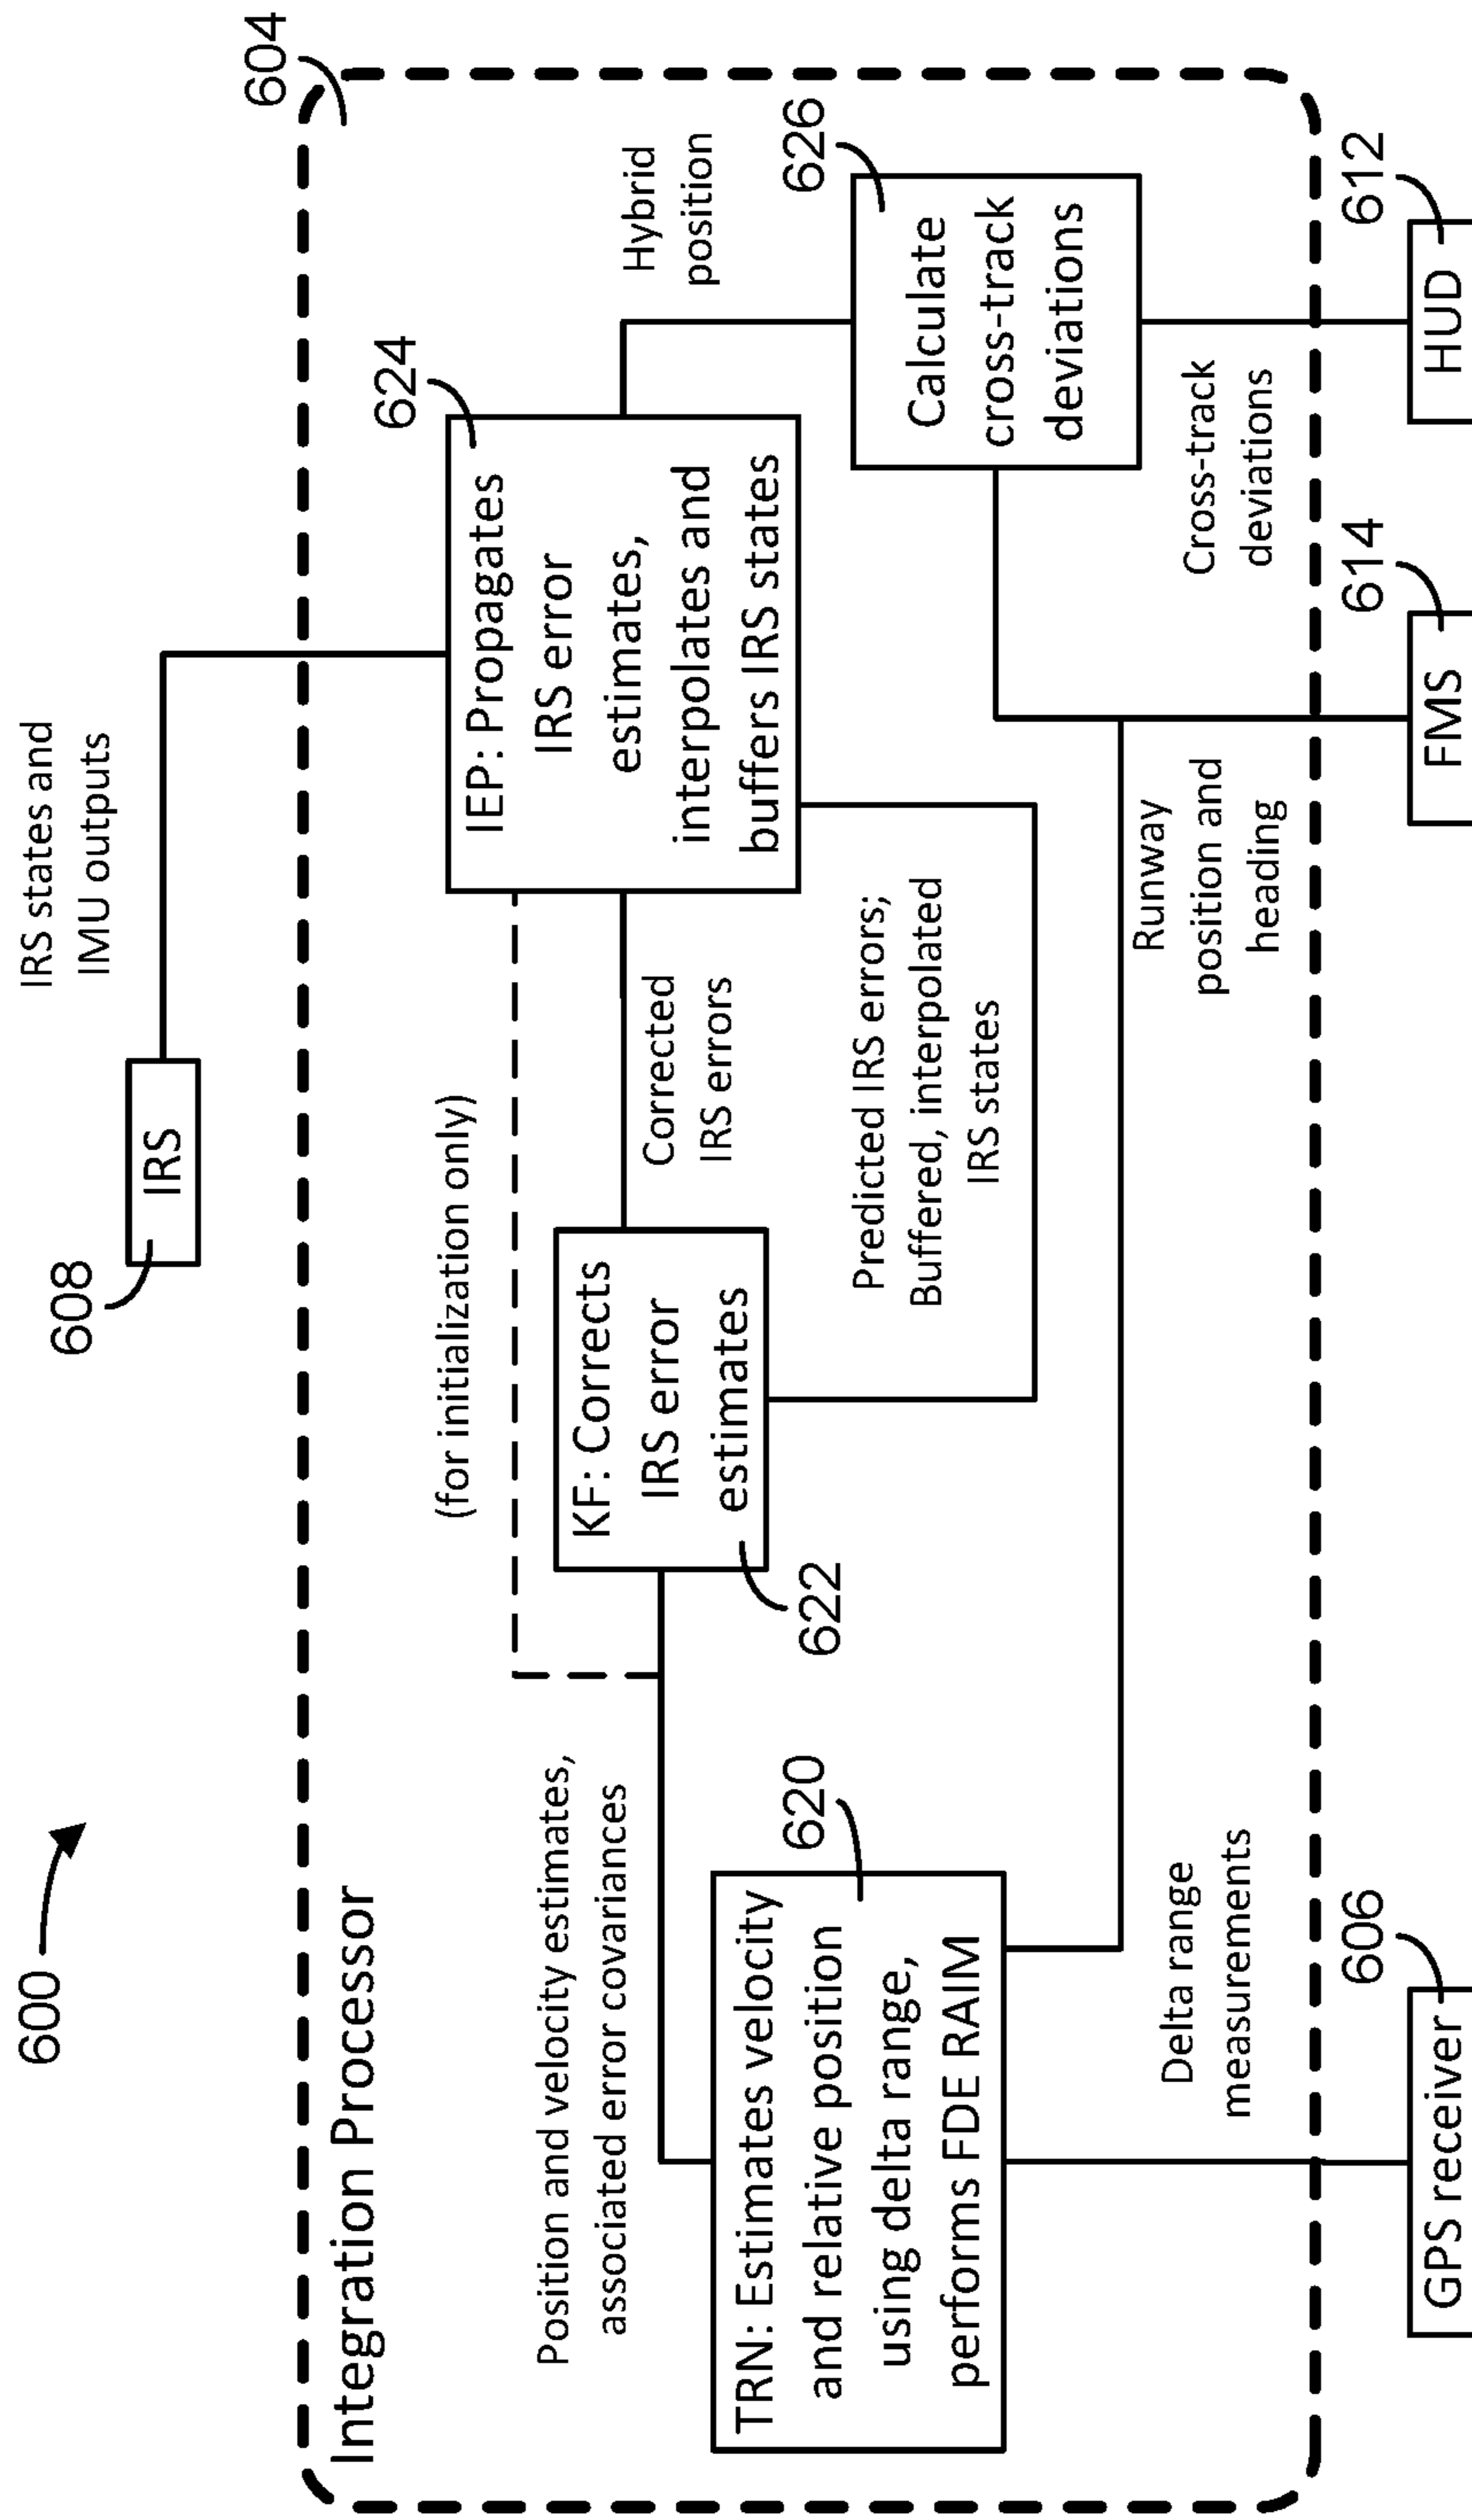 600
IRS states and
IMU outputs
608
IRS
604
Integration Processor
(for initialization only)
624
IEP: Propagates
IRS error
estimates,
interpolates and
buffers IRS states
Hybrid
position
Position and velocity estimates,
associated error covariances
KF: Corrects
IRS error
estimates
622
Corrected
IRS errors
620
TRN: Estimates velocity
and relative position
using delta range,
performs FDE RAIM
Predicted IRS errors;
Buffered, interpolated
IRS states
626
Calculate
cross-track
deviations
Delta range
measurements
Runway
position and
heading
Cross-track
deviations
606
GPS receiver
614
FMS
612
HUD